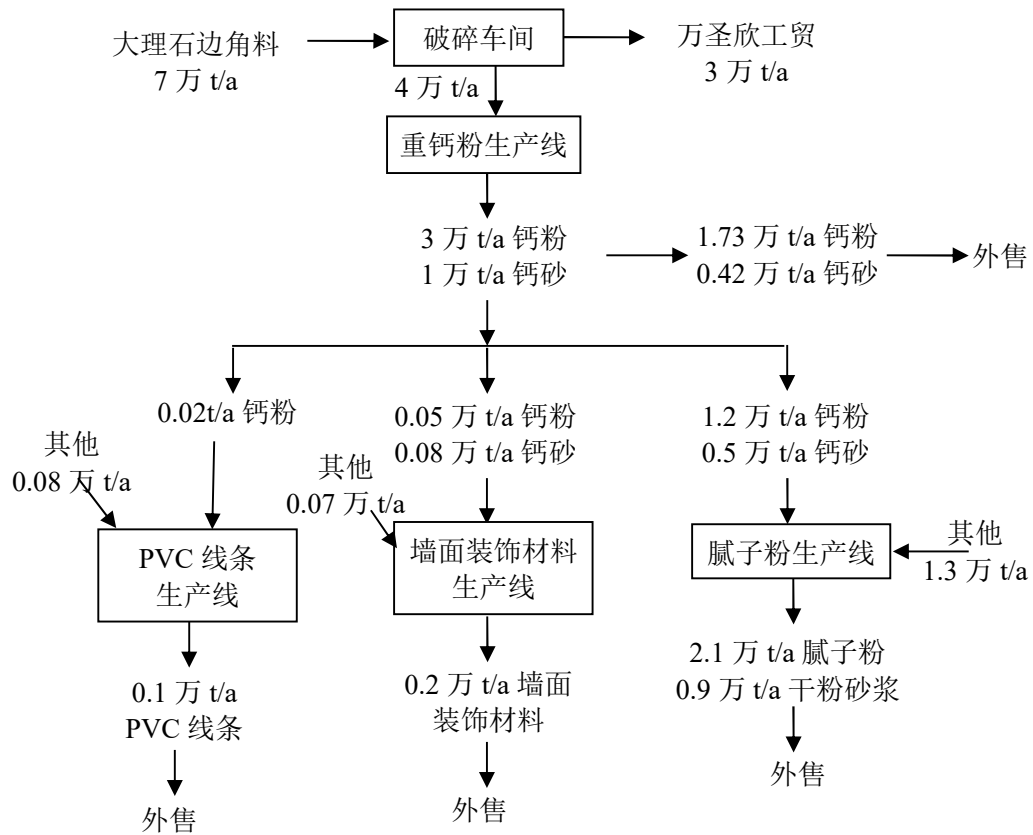 大理石边角料
7 万 t/a
破碎车间
万圣欣工贸
3 万 t/a
4 万 t/a
重钙粉生产线
3 万 t/a 钙粉
1 万 t/a 钙砂
1.73 万 t/a 钙粉
0.42 万 t/a 钙砂
外售
0.02t/a 钙粉
0.05 万 t/a 钙粉
0.08 万 t/a 钙砂
1.2 万 t/a 钙粉
0.5 万 t/a 钙砂
其他
0.08 万 t/a
其他
0.07 万 t/a
PVC 线条
生产线
墙面装饰材料
生产线
腻子粉生产线
其他
1.3 万 t/a
0.1 万 t/a
PVC 线条
0.2 万 t/a 墙面
装饰材料
2.1 万 t/a 腻子粉
0.9 万 t/a 干粉砂浆
外售
外售
外售